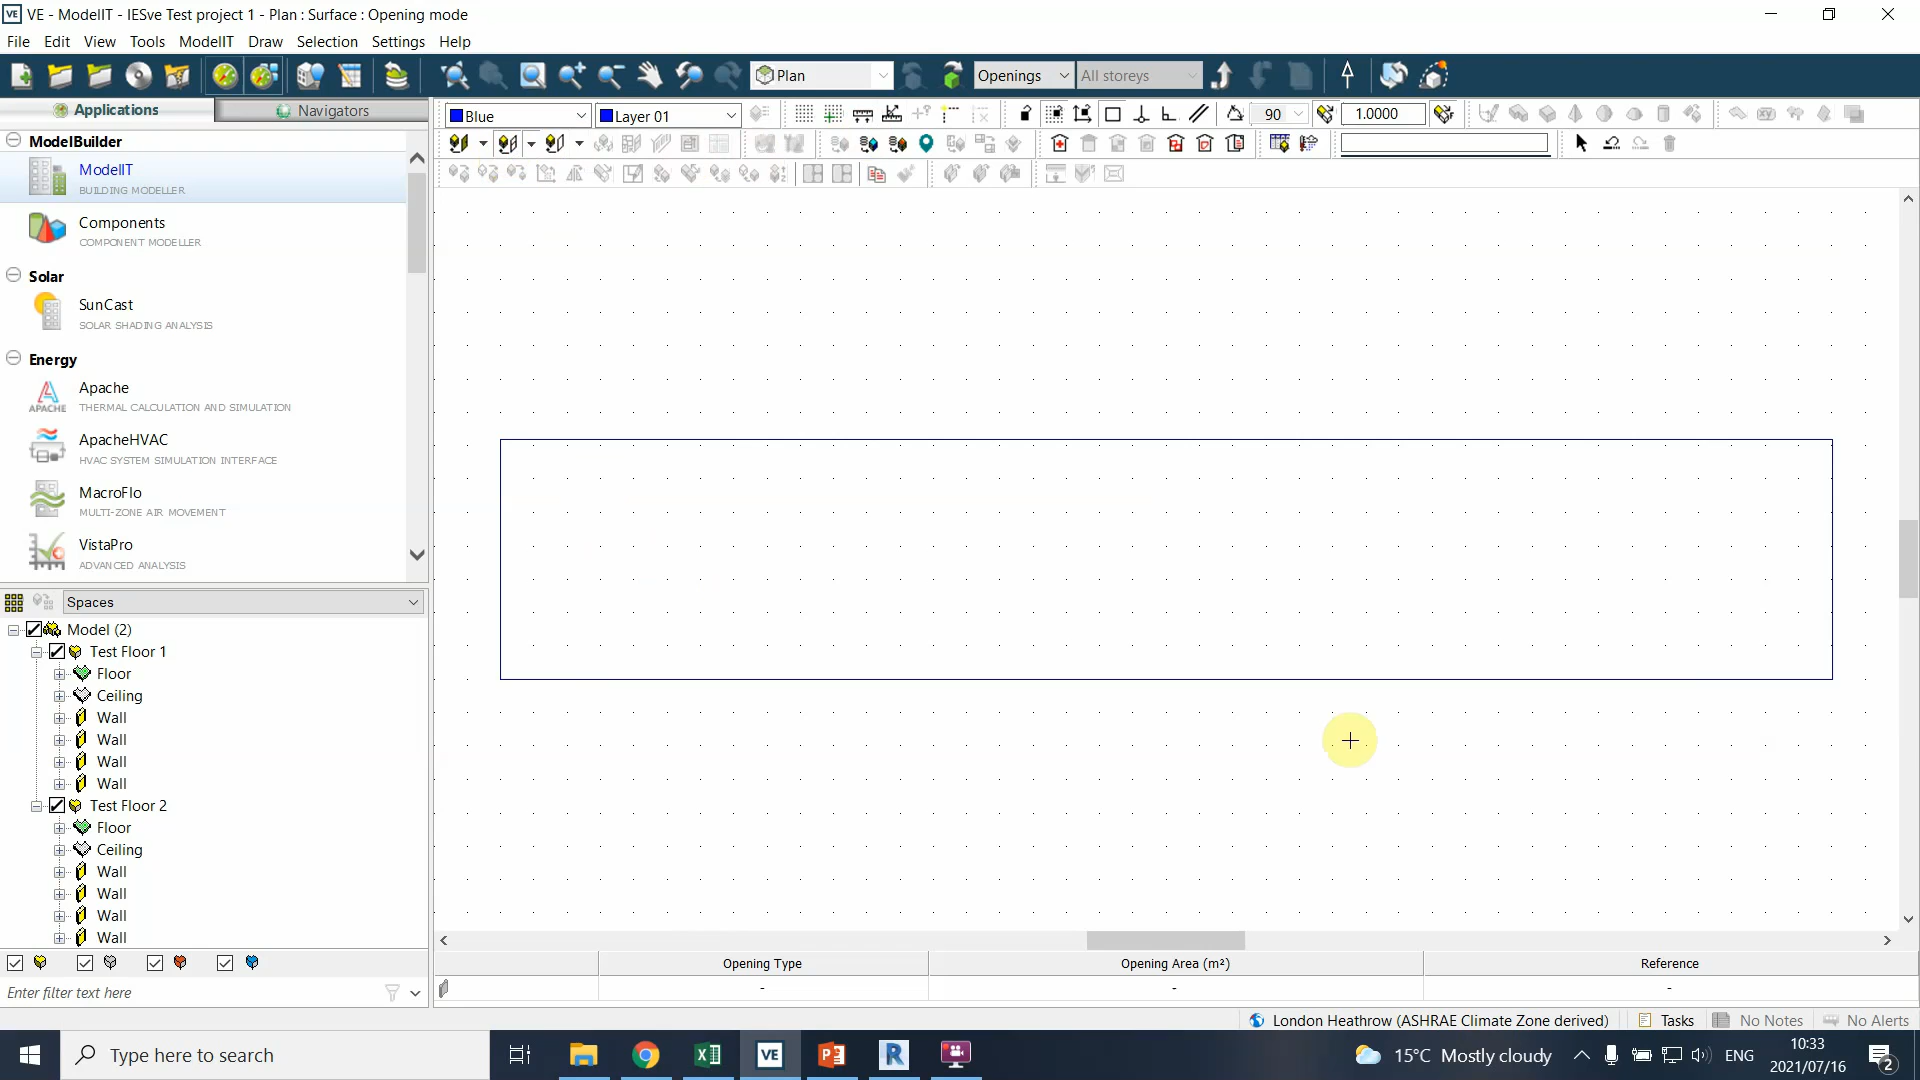 VE - ModelIT - IESve Test project 1 - Plan : Surface : Opening mode
File Edit View Tools ModelIT Draw Selection Settings Help
Plan Openings All storeys
Applications Navigators
Blue Layer 01 90 1.0000
ModelBuilder
ModelIT
BUILDING MODELLER
Components
COMPONENT MODELLER
Solar
SunCast
SOLAR SHADING ANALYSIS
Energy
Apache
APACHE THERMAL CALCULATION AND SIMULATION
ApacheHVAC
HVAC SYSTEM SIMULATION INTERFACE
MacroFlo
MULTI-ZONE AIR MOVEMENT
VistaPro
ADVANCED ANALYSIS
Spaces
Model (2)
Test Floor 1
Floor
Ceiling
Wall
Wall
Wall
Wall
Test Floor 2
Floor
Ceiling
Wall
Wall
Wall
Wall
Enter filter text here
Opening Type Opening Area (m²) Reference
- - -
London Heathrow (ASHRAE Climate Zone derived) Tasks No Notes No Alerts
Type here to search
VE
15°C Mostly cloudy ENG
10:33
2021/07/16
2